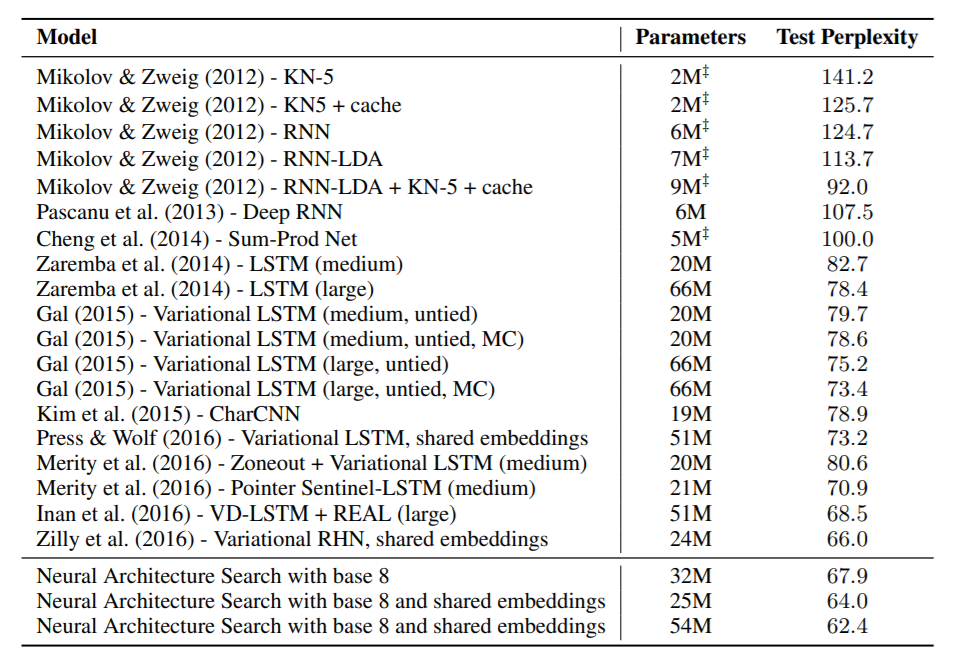 Model Parameters Test Perplexity
Mikolov & Zweig (2012) - KN-5 2M‡ 141.2
Mikolov & Zweig (2012) - KN5 + cache 2M‡ 125.7
Mikolov & Zweig (2012) - RNN 6M‡ 124.7
Mikolov & Zweig (2012) - RNN-LDA 7M‡ 113.7
Mikolov & Zweig (2012) - RNN-LDA + KN-5 + cache 9M‡ 92.0
Pascanu et al. (2013) - Deep RNN 6M 107.5
Cheng et al. (2014) - Sum-Prod Net 5M‡ 100.0
Zaremba et al. (2014) - LSTM (medium) 20M 82.7
Zaremba et al. (2014) - LSTM (large) 66M 78.4
Gal (2015) - Variational LSTM (medium, untied) 20M 79.7
Gal (2015) - Variational LSTM (medium, untied, MC) 20M 78.6
Gal (2015) - Variational LSTM (large, untied) 66M 75.2
Gal (2015) - Variational LSTM (large, untied, MC) 66M 73.4
Kim et al. (2015) - CharCNN 19M 78.9
Press & Wolf (2016) - Variational LSTM, shared embeddings 51M 73.2
Merity et al. (2016) - Zoneout + Variational LSTM (medium) 20M 80.6
Merity et al. (2016) - Pointer Sentinel-LSTM (medium) 21M 70.9
Inan et al. (2016) - VD-LSTM + REAL (large) 51M 68.5
Zilly et al. (2016) - Variational RHN, shared embeddings 24M 66.0
Neural Architecture Search with base 8 32M 67.9
Neural Architecture Search with base 8 and shared embeddings 25M 64.0
Neural Architecture Search with base 8 and shared embeddings 54M 62.4